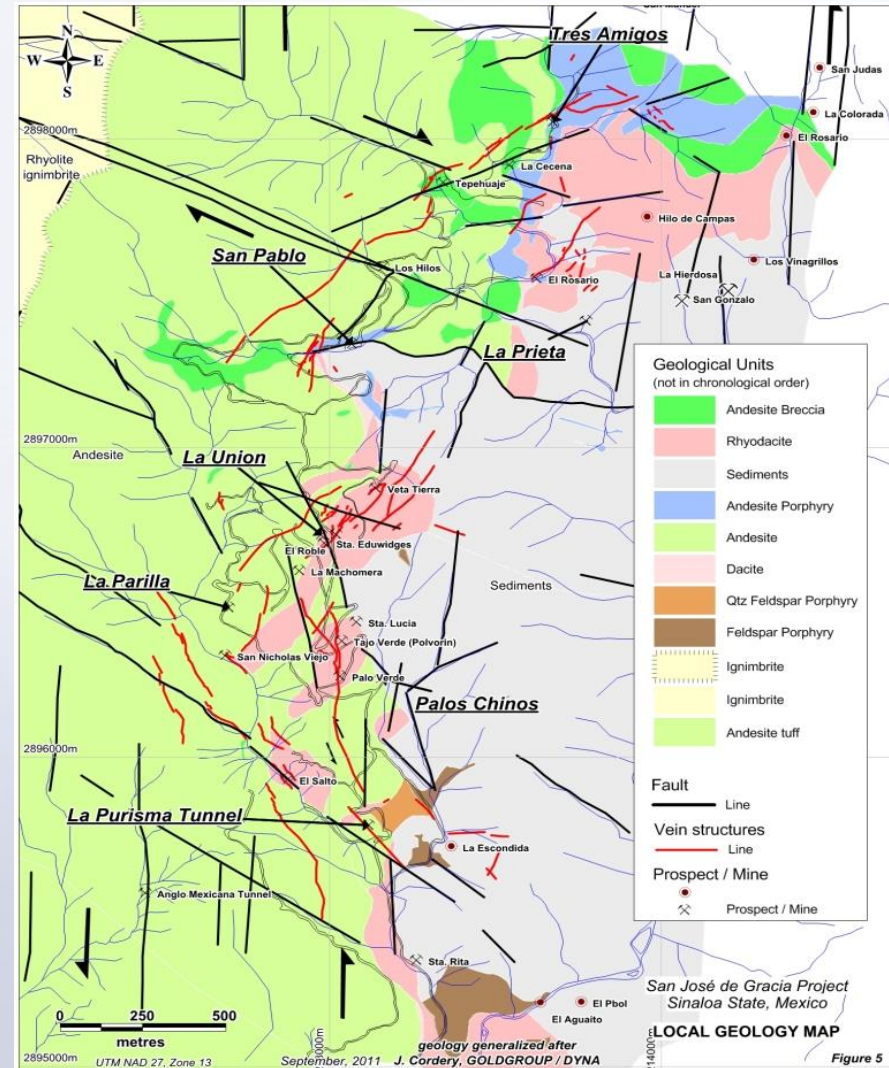 Tres Amigos
N
W E
S
San Judas
La Colorada
El Rosario
2898000m
Rhyolite
ignimbrite
La Cecena
Tepehuaje
Hilo de Campas
San Pablo
Los Hilos
El Rosario
La Hierdosa
Los Vinagrillos
San Gonzalo
La Prieta
Geological Units
(not in chronological order)
Andesite Breccia
Rhyodacite
Sediments
Andesite Porphyry
Andesite
Dacite
Qtz Feldspar Porphyry
Feldspar Porphyry
Ignimbrite
Ignimbrite
Andesite tuff
Fault
Line
Vein structures
Line
Prospect / Mine
Prospect / Mine
2897000m
Andesite
La Union
Veta Tierra
Sta. Eduwidges
El Roble
La Machomera
La Parilla
Sediments
Sta. Lucia
Tajo Verde (Polvorin)
San Nicholas Viejo
Palo Verde
Palos Chinos
2896000m
El Salto
La Purisma Tunnel
La Escondida
Anglo Mexicana Tunnel
Sta. Rita
El Pbol
El Aguaito
0 250 500
metres
2895000m
UTM NAD 27, Zone 13
September, 2011
geology generalized after
J. Cordery, GOLDGROUP / DYNA
214000m
San José de Gracia Project
Sinaloa State, Mexico
LOCAL GEOLOGY MAP
Figure 5